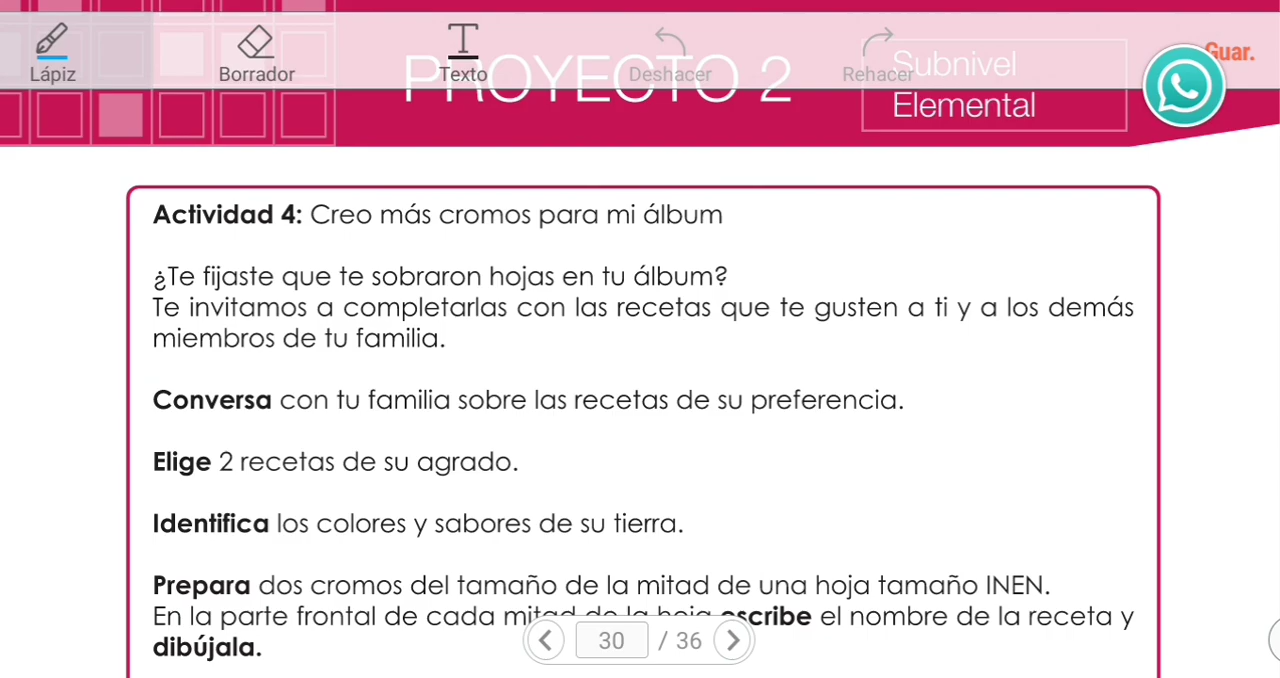 Lápiz
Borrador
Texto
Deshacer
Rehacer
Guar.
PROYECTO 2
Subnivel
Elemental
Actividad 4: Creo más cromos para mi álbum
¿Te fijaste que te sobraron hojas en tu álbum?
Te invitamos a completarlas con las recetas que te gusten a ti y a los demás
miembros de tu familia.
Conversa con tu familia sobre las recetas de su preferencia.
Elige 2 recetas de su agrado.
Identifica los colores y sabores de su tierra.
Prepara dos cromos del tamaño de la mitad de una hoja tamaño INEN.
En la parte frontal de cada mitad de la hoja escribe el nombre de la receta y
dibújala.
30 / 36